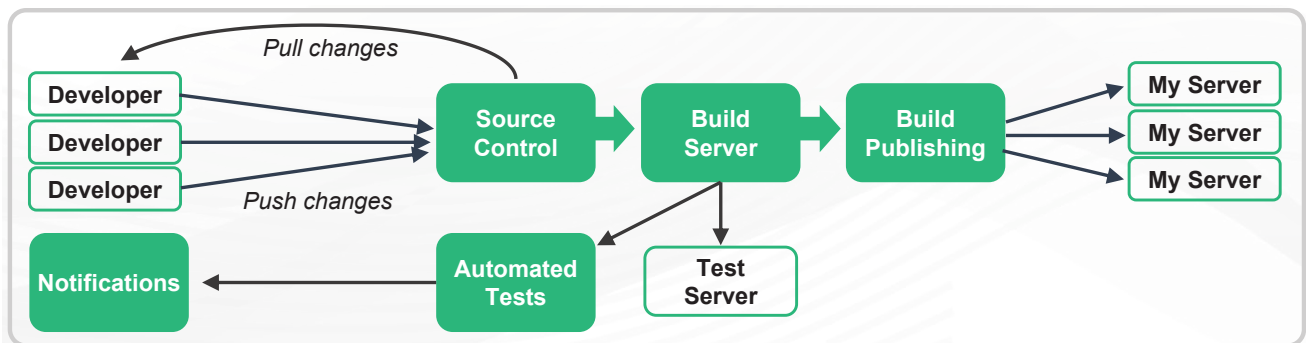 Pull changes
Developer
Developer
Developer
Push changes
Source
Control
Build
Server
Build
Publishing
My Server
My Server
My Server
Notifications
Automated
Tests
Test
Server